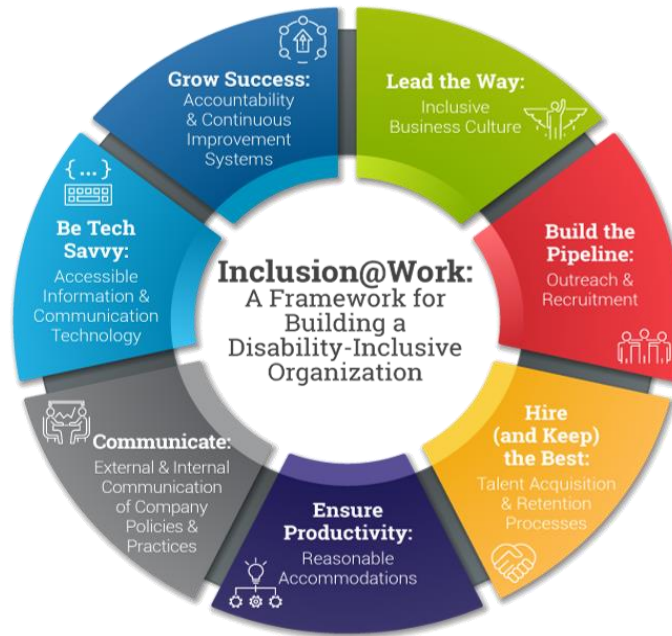 Inclusion@Work:
A Framework for
Building a
Disability-Inclusive
Organization
Lead the Way:
Inclusive
Business Culture
Build the
Pipeline:
Outreach &
Recruitment
Hire
(and Keep)
the Best:
Talent Acquisition
& Retention
Processes
Ensure
Productivity:
Reasonable
Accommodations
Communicate:
External & Internal
Communication
of Company
Policies &
Practices
Be Tech
Savvy:
Accessible
Information &
Communication
Technology
{...}
Grow Success:
Accountability
& Continuous
Improvement
Systems